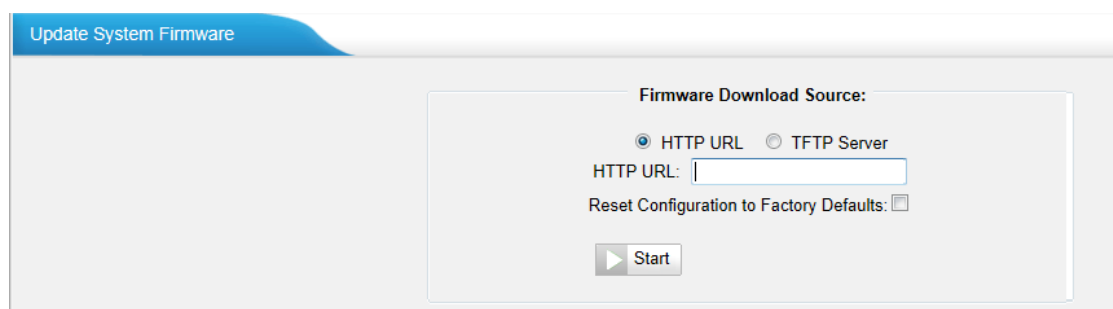 Update System Firmware
Firmware Download Source:
HTTP URL TFTP Server
HTTP URL:
Reset Configuration to Factory Defaults:
Start